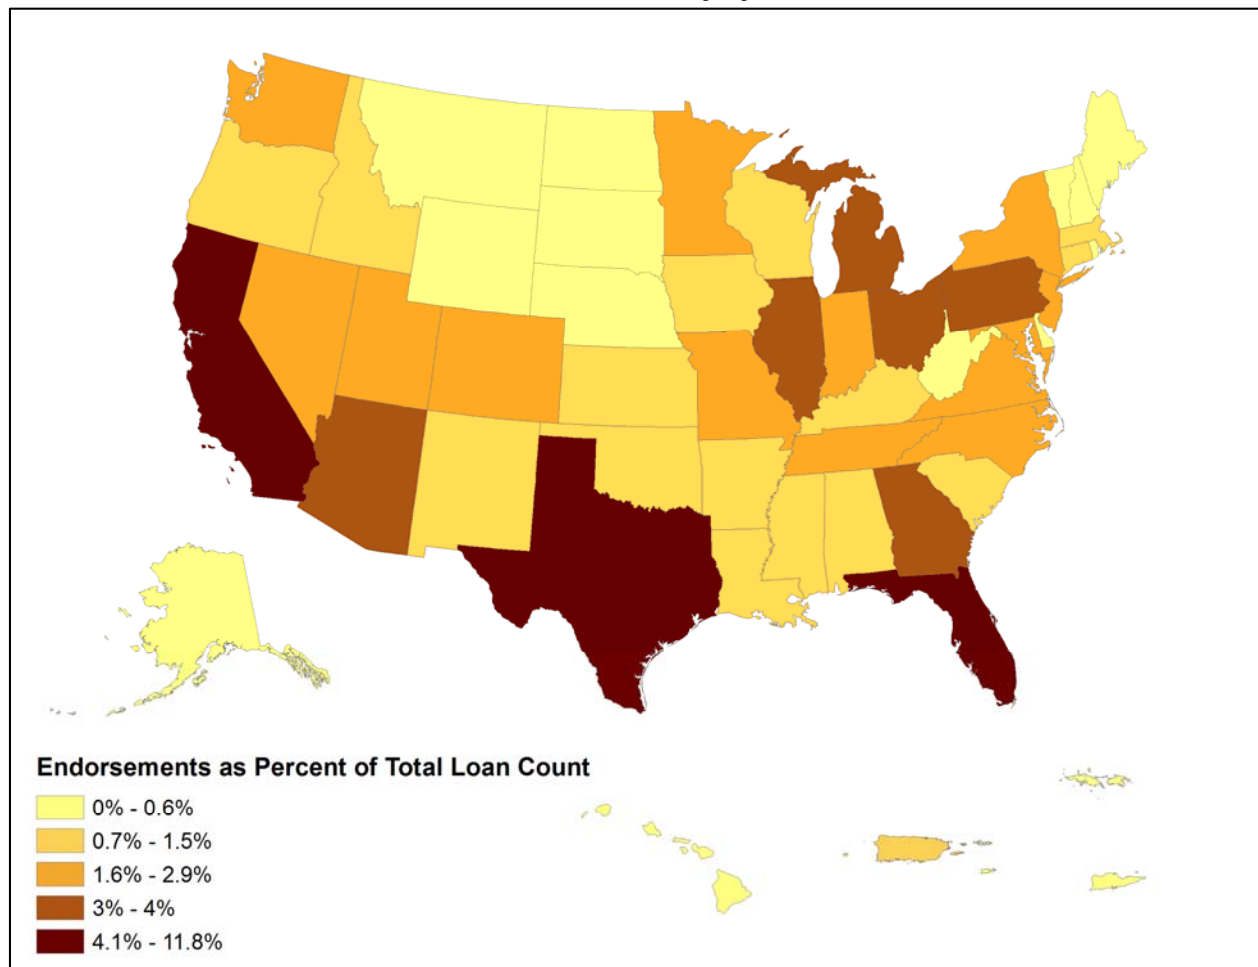 Endorsements as Percent of Total Loan Count
0% - 0.6%
0.7% - 1.5%
1.6% - 2.9%
3% - 4%
4.1% - 11.8%